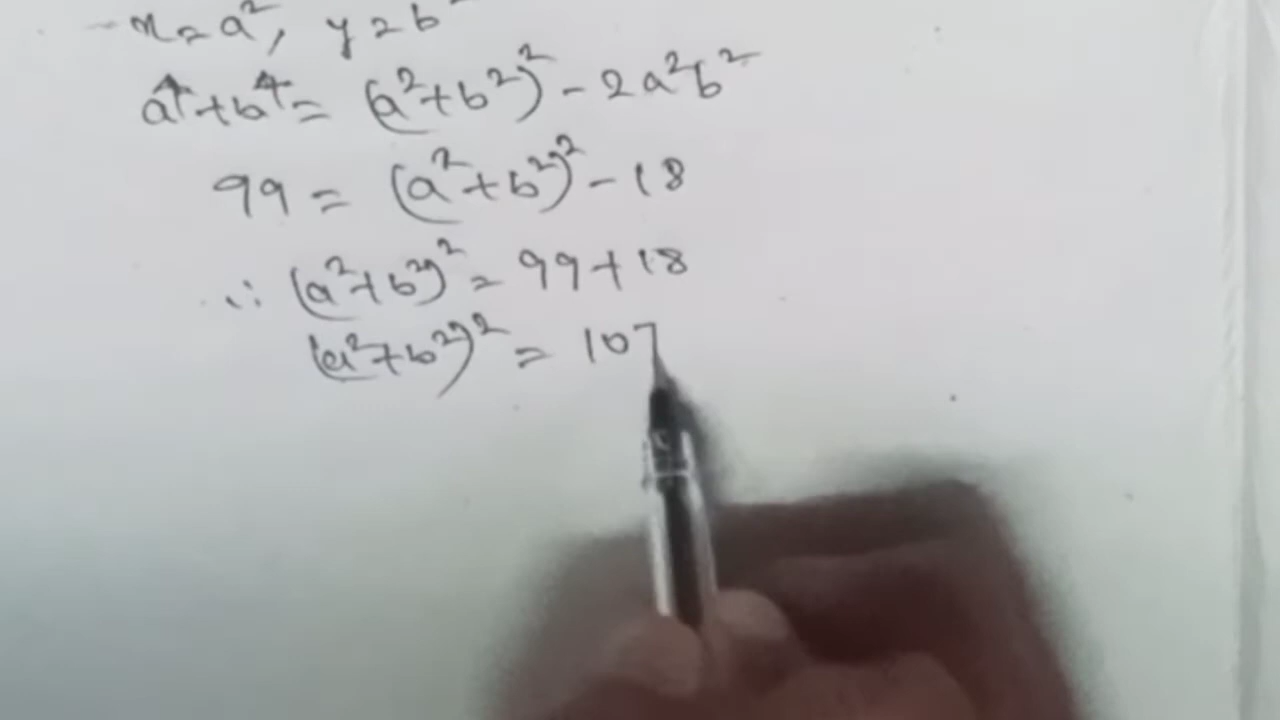 x = a², y = b²
a⁴+b⁴ = (a²+b²)² - 2a²b²
99 = (a²+b²)² - 18
∴ (a²+b²)² = 99+18
(a²+b²)² = 107